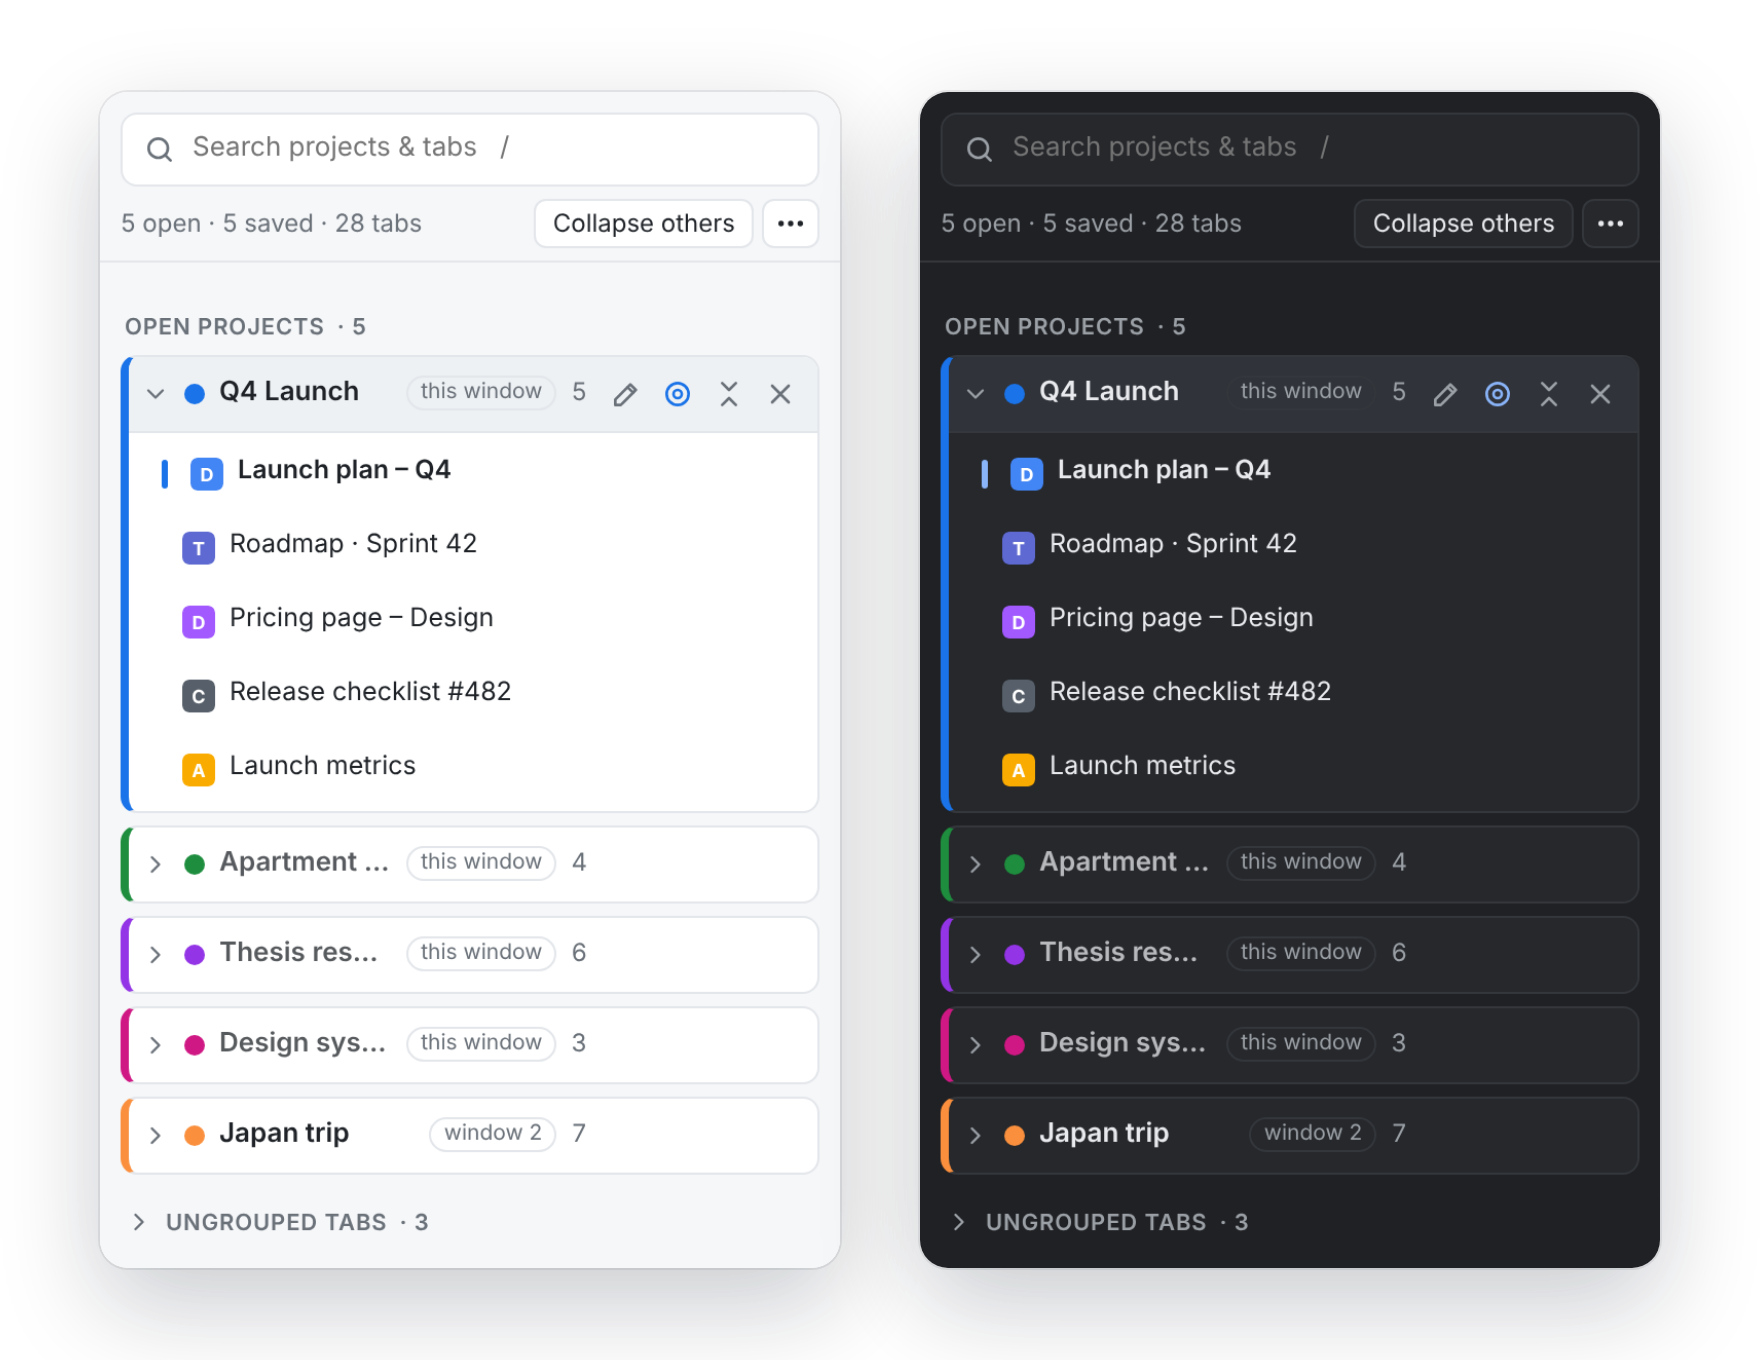 Search projects & tabs /
5 open · 5 saved · 28 tabs Collapse others ···
OPEN PROJECTS · 5
Q4 Launch this window 5
D Launch plan – Q4
T Roadmap · Sprint 42
D Pricing page – Design
C Release checklist #482
A Launch metrics
Apartment ... this window 4
Thesis res... this window 6
Design sys... this window 3
Japan trip window 2 7
UNGROUPED TABS · 3
Search projects & tabs /
5 open · 5 saved · 28 tabs Collapse others ···
OPEN PROJECTS · 5
Q4 Launch this window 5
D Launch plan – Q4
T Roadmap · Sprint 42
D Pricing page – Design
C Release checklist #482
A Launch metrics
Apartment ... this window 4
Thesis res... this window 6
Design sys... this window 3
Japan trip window 2 7
UNGROUPED TABS · 3